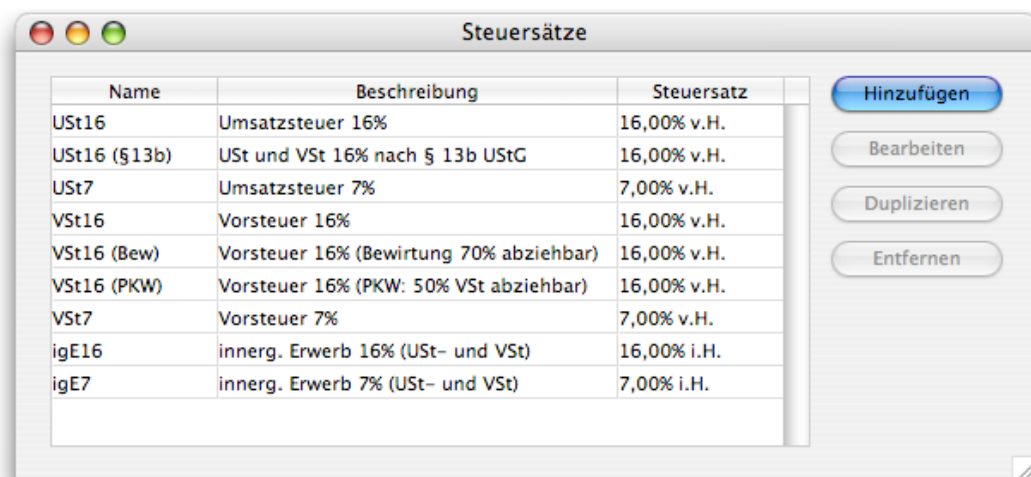 Steuersätze
Name Beschreibung Steuersatz
USt16 Umsatzsteuer 16% 16,00% v.H.
USt16 (§13b) USt und VSt 16% nach § 13b UStG 16,00% v.H.
USt7 Umsatzsteuer 7% 7,00% v.H.
VSt16 Vorsteuer 16% 16,00% v.H.
VSt16 (Bew) Vorsteuer 16% (Bewirtung 70% abziehbar) 16,00% v.H.
VSt16 (PKW) Vorsteuer 16% (PKW: 50% VSt abziehbar) 16,00% v.H.
VSt7 Vorsteuer 7% 7,00% v.H.
igE16 innerg. Erwerb 16% (USt- und VSt) 16,00% i.H.
igE7 innerg. Erwerb 7% (USt- und VSt) 7,00% i.H.
Hinzufügen
Bearbeiten
Duplizieren
Entfernen